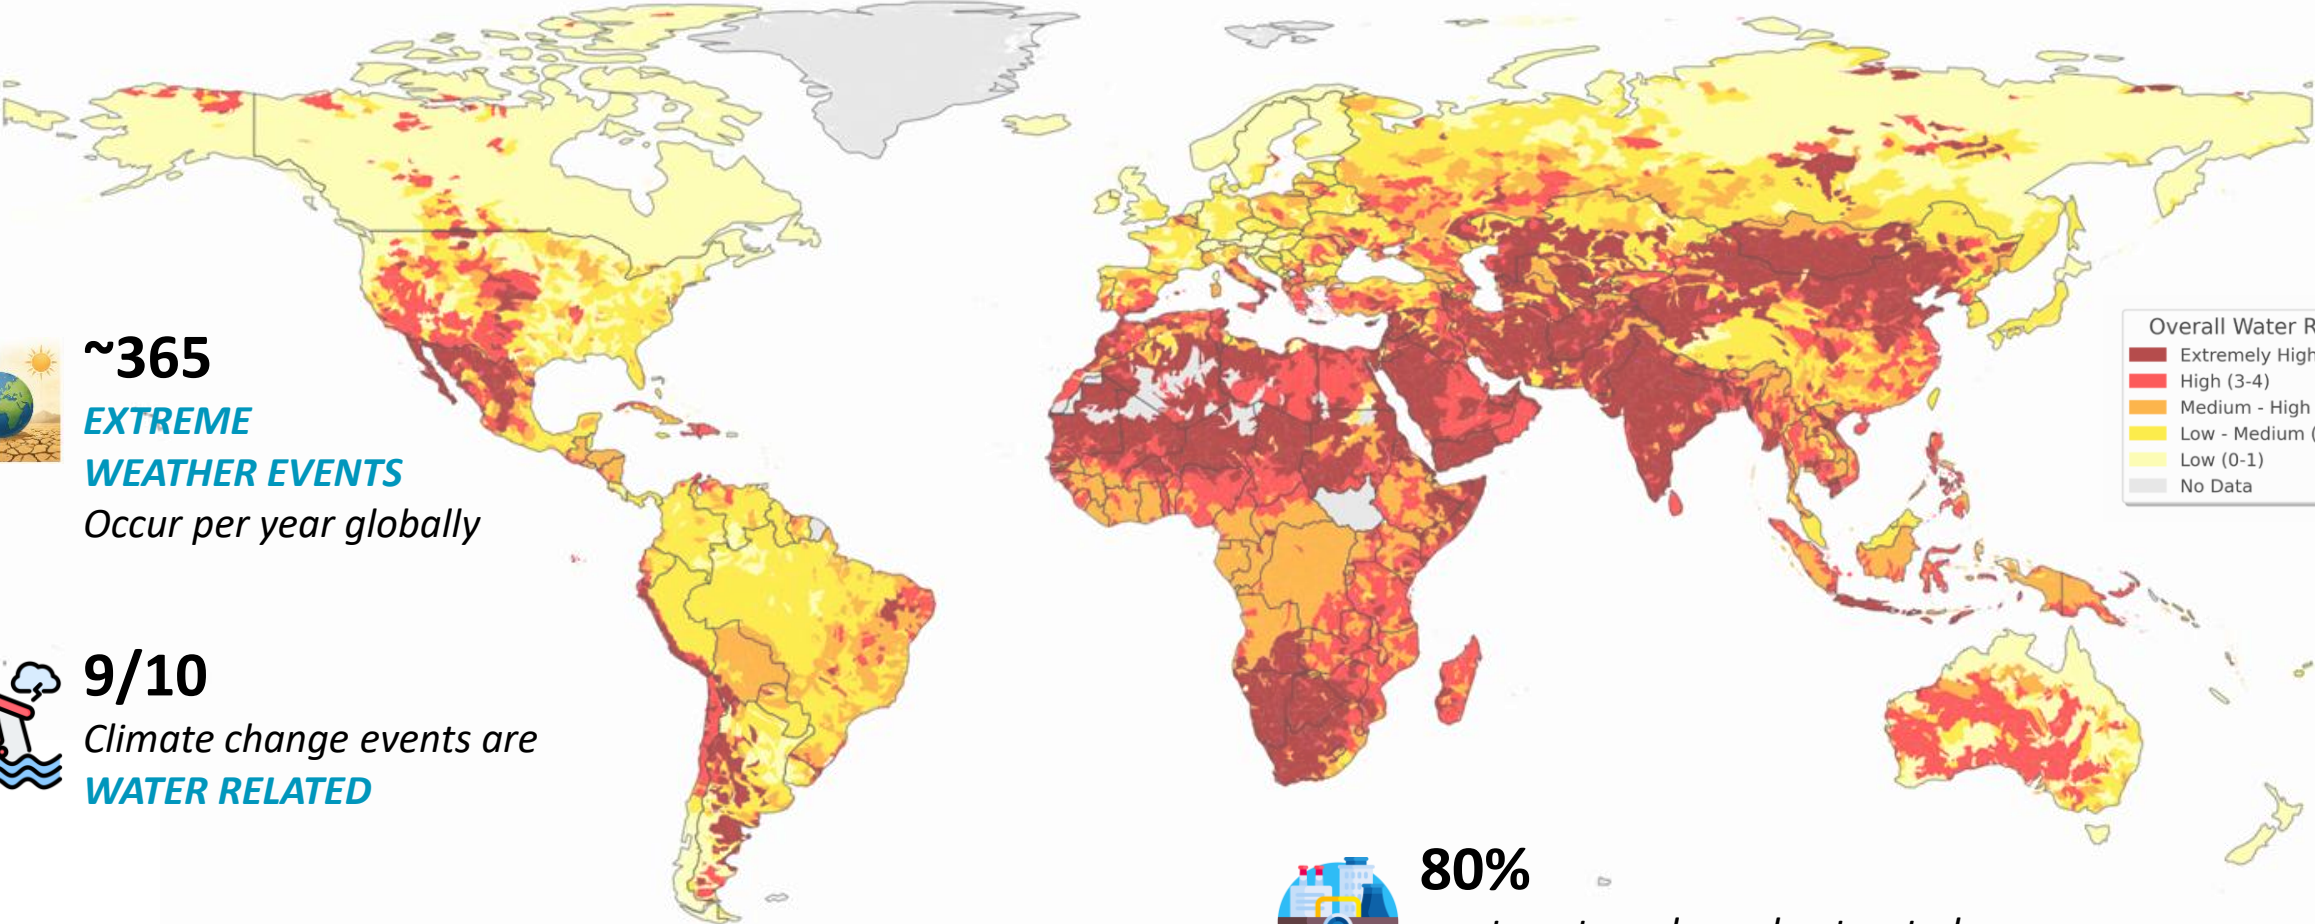 ~365
EXTREME
WEATHER EVENTS
Occur per year globally
9/10
Climate change events are
WATER RELATED
Overall Water
Extremely High
High (3-4)
Medium - High
Low - Medium
Low (0-1)
No Data
80%